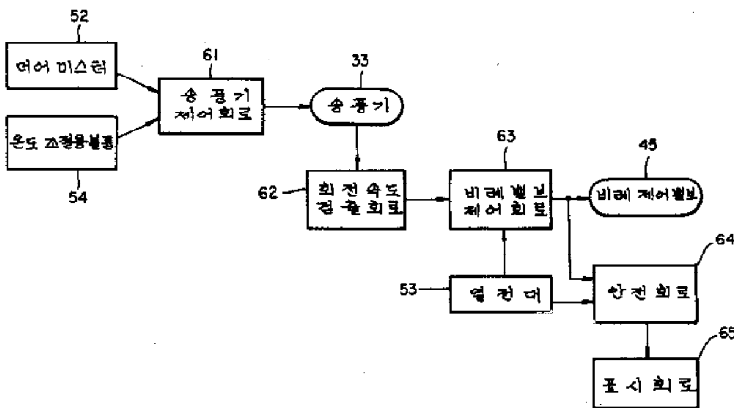 52
더어미스터
61
송풍기
제어회로
33
송풍기
온도 조정용볼륨
54
62
회전속도
검출회로
63
비례밸브
제어회로
45
비례 제어밸브
53
열전대
64
안전회로
65
표시회로